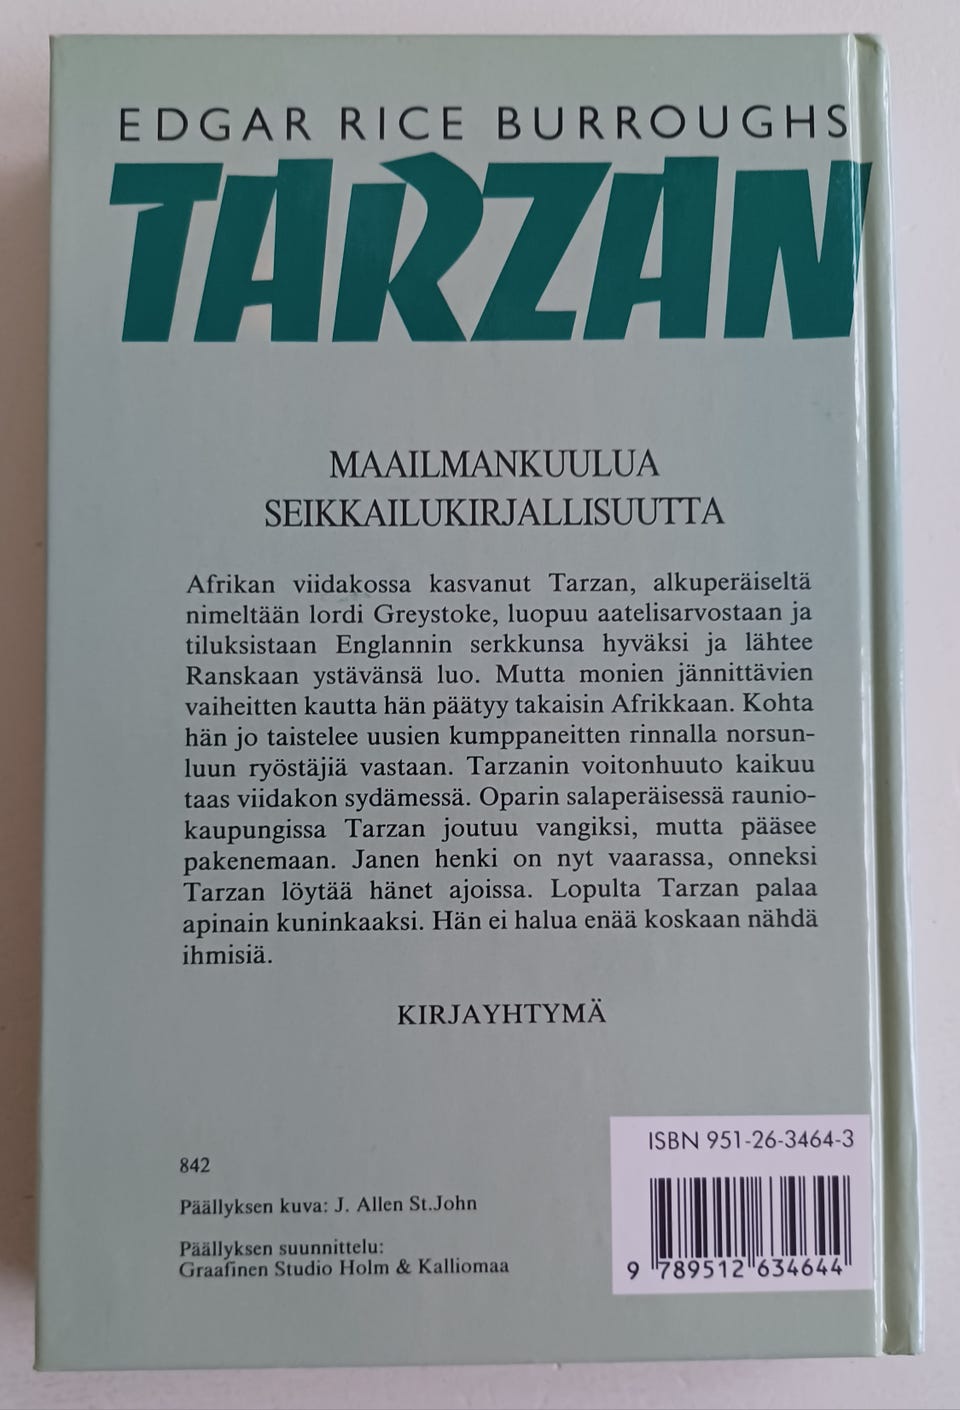 EDGAR RICE BURROUGHS
TARZAN
MAAILMANKUULUA
SEIKKAILUKIRJALLISUUTTA
Afrikan viidakossa kasvanut Tarzan, alkuperäiseltä
nimeltään lordi Greystoke, luopuu aatelisarvostaan ja
tiluksistaan Englannin serkkunsa hyväksi ja lähtee
Ranskaan ystävänsä luo. Mutta monien jännittävien
vaiheitten kautta hän päätyy takaisin Afrikkaan. Kohta
hän jo taistelee uusien kumppaneitten rinnalla norsun-
luun ryöstäjiä vastaan. Tarzanin voitonhuuto kaikuu
taas viidakon sydämessä. Oparin salaperäisessä raunio-
kaupungissa Tarzan joutuu vangiksi, mutta pääsee
pakenemaan. Janen henki on nyt vaarassa, onneksi
Tarzan löytää hänet ajoissa. Lopulta Tarzan palaa
apinain kuninkaaksi. Hän ei halua enää koskaan nähdä
ihmisiä.
KIRJAYHTYMÄ
842
Päällyksen kuva: J. Allen St.John
Päällyksen suunnittelu:
Graafinen Studio Holm & Kalliomaa
ISBN 951-26-3464-3
9 789512 634644